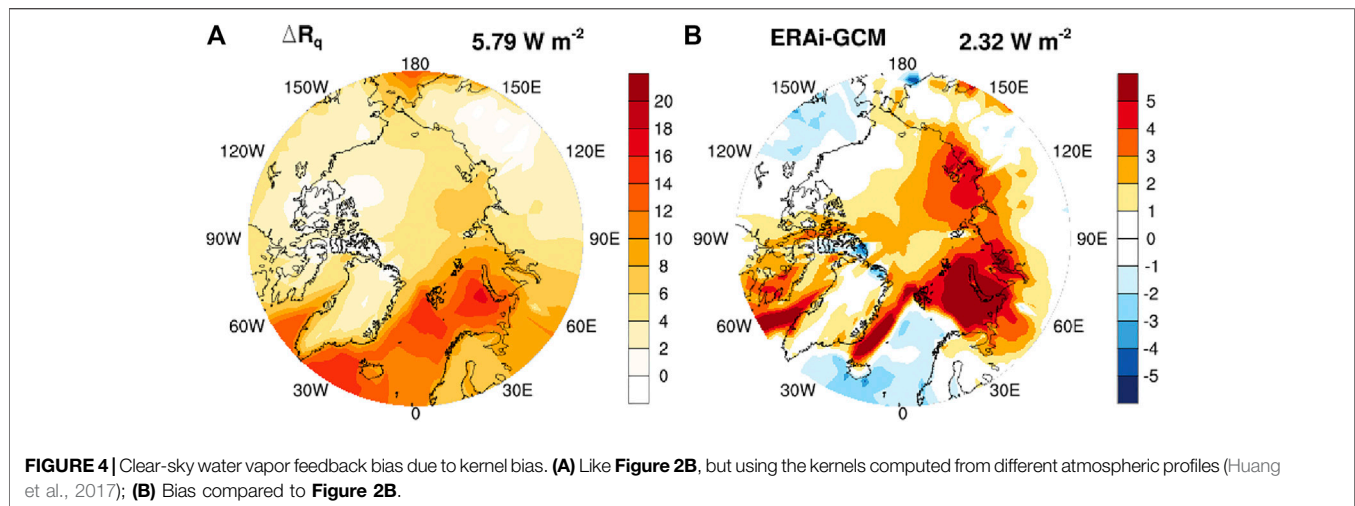 A ΔRq 5.79 W m-2
180
150W 150E
120W 120E
90W 90E
60W 60E
30W 30E
0
20
18
16
14
12
10
8
6
4
2
0
B ERAi-GCM 2.32 W m-2
180
150W 150E
120W 120E
90W 90E
60W 60E
30W 30E
0
5
4
3
2
1
0
-1
-2
-3
-4
-5
FIGURE 4 | Clear-sky water vapor feedback bias due to kernel bias. (A) Like Figure 2B, but using the kernels computed from different atmospheric profiles (Huang
et al., 2017); (B) Bias compared to Figure 2B.